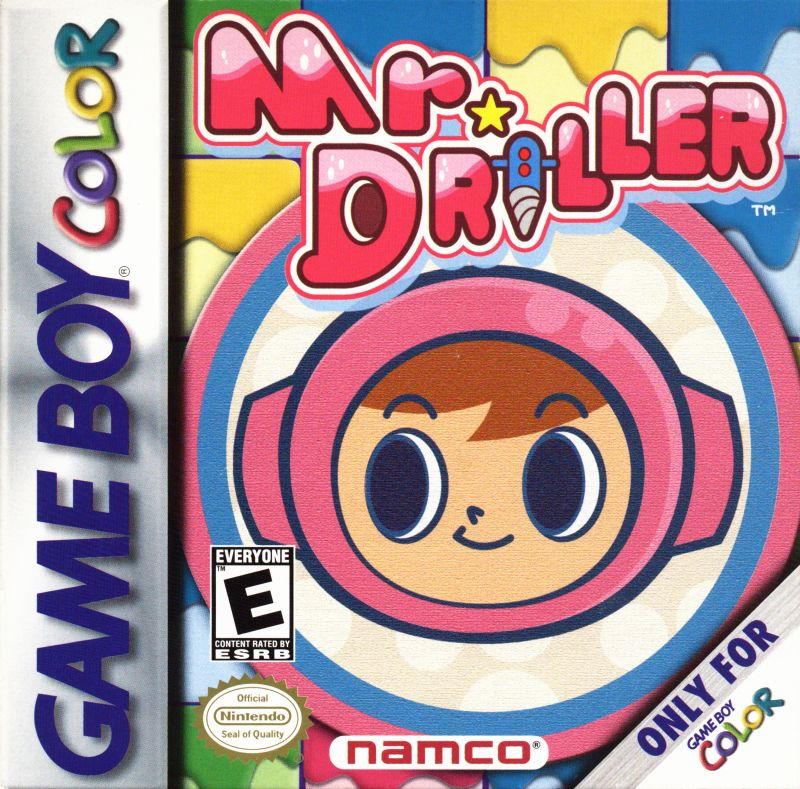 GAME BOY® COLOR
Mr.
DRILLER™
EVERYONE
™
E
CONTENT RATED BY
ESRB
Official
Nintendo
Seal of Quality
®
namco®
ONLY FOR
GAME BOY
COLOR